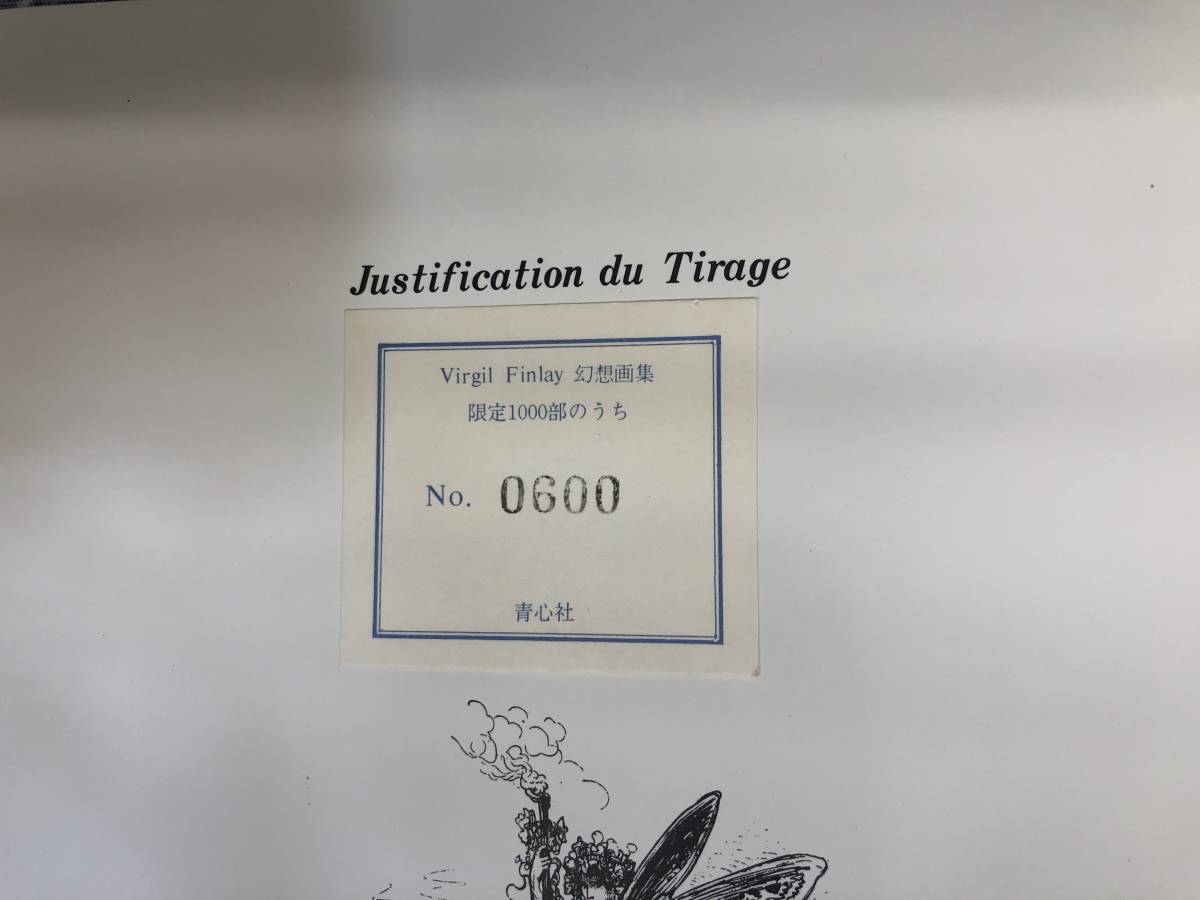 Justification du Tirage
Virgil Finlay 幻想画集
限定1000部のうち
No. 0600
青心社